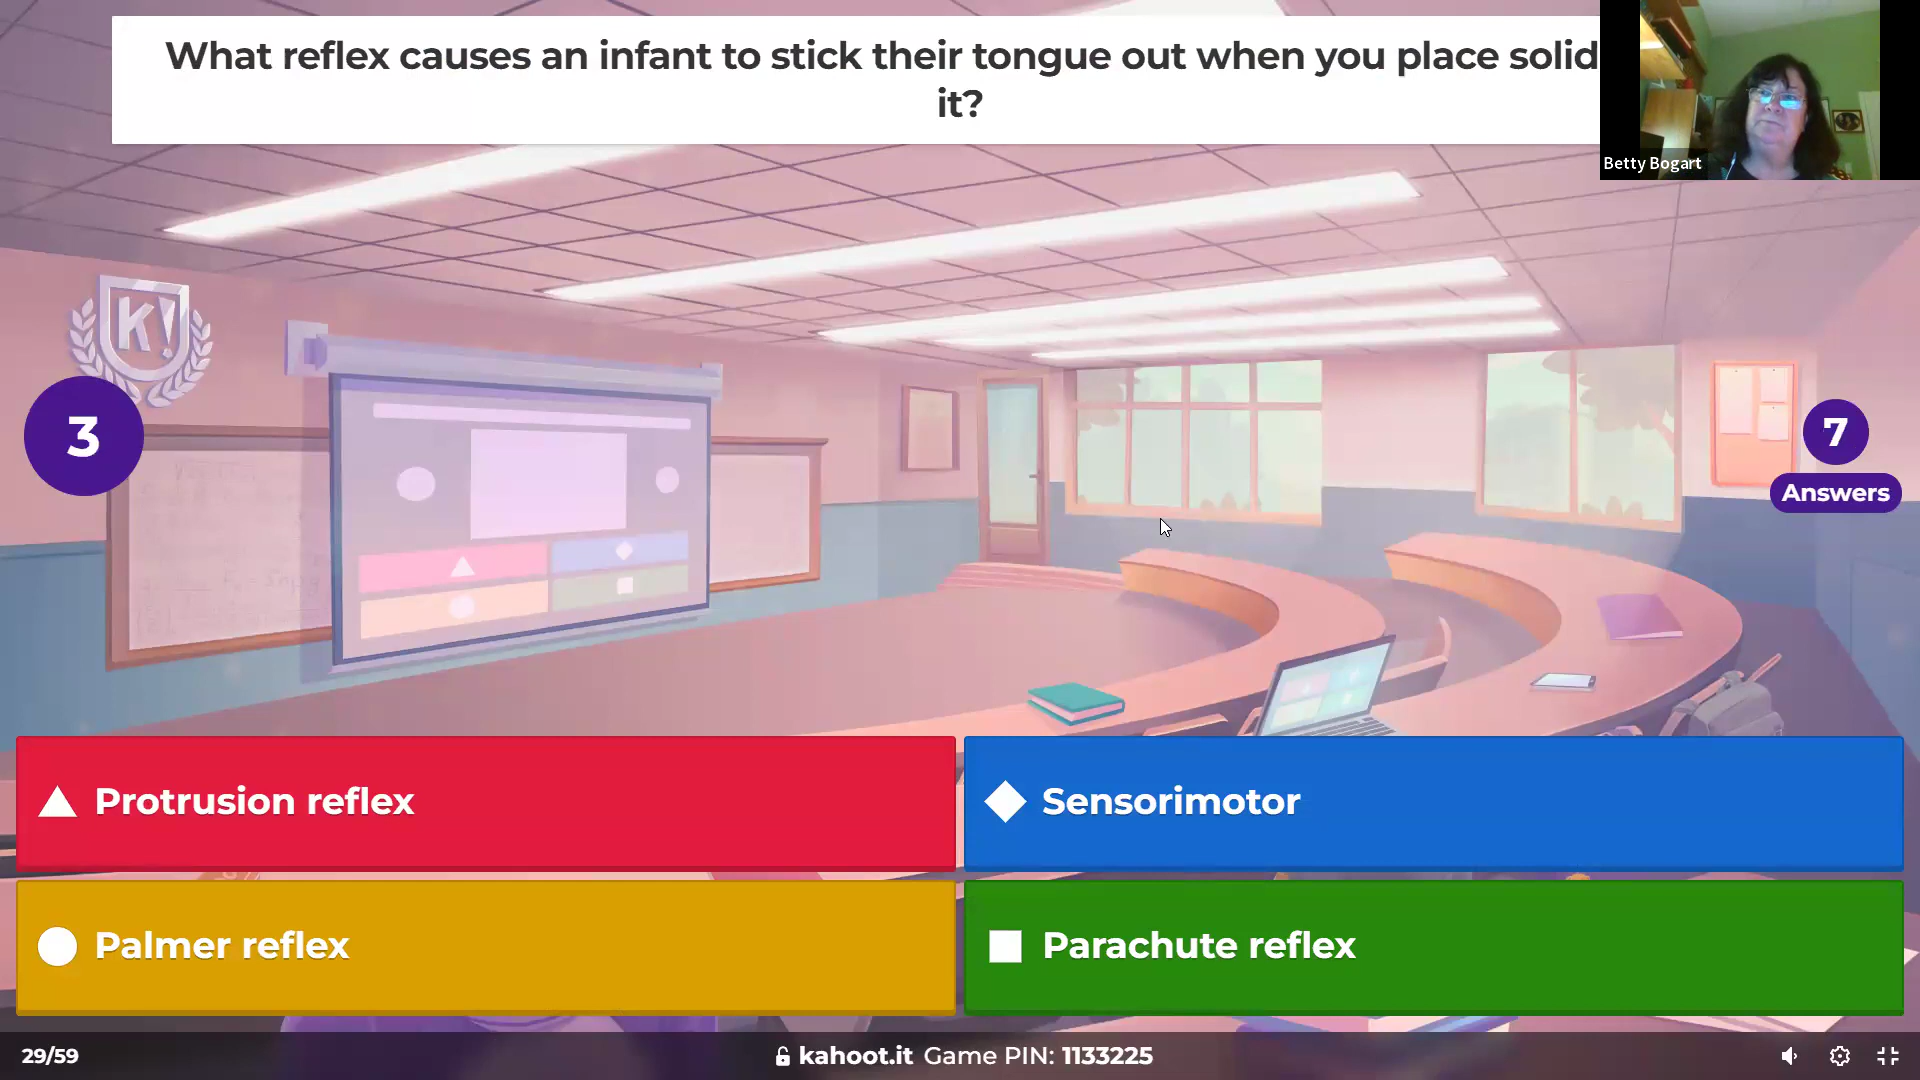 What reflex causes an infant to stick their tongue out when you place solid
it?
Betty Bogart
K!
3
7
Answers
Protrusion reflex
Sensorimotor
Palmer reflex
Parachute reflex
29/59
kahoot.it Game PIN: 1133225